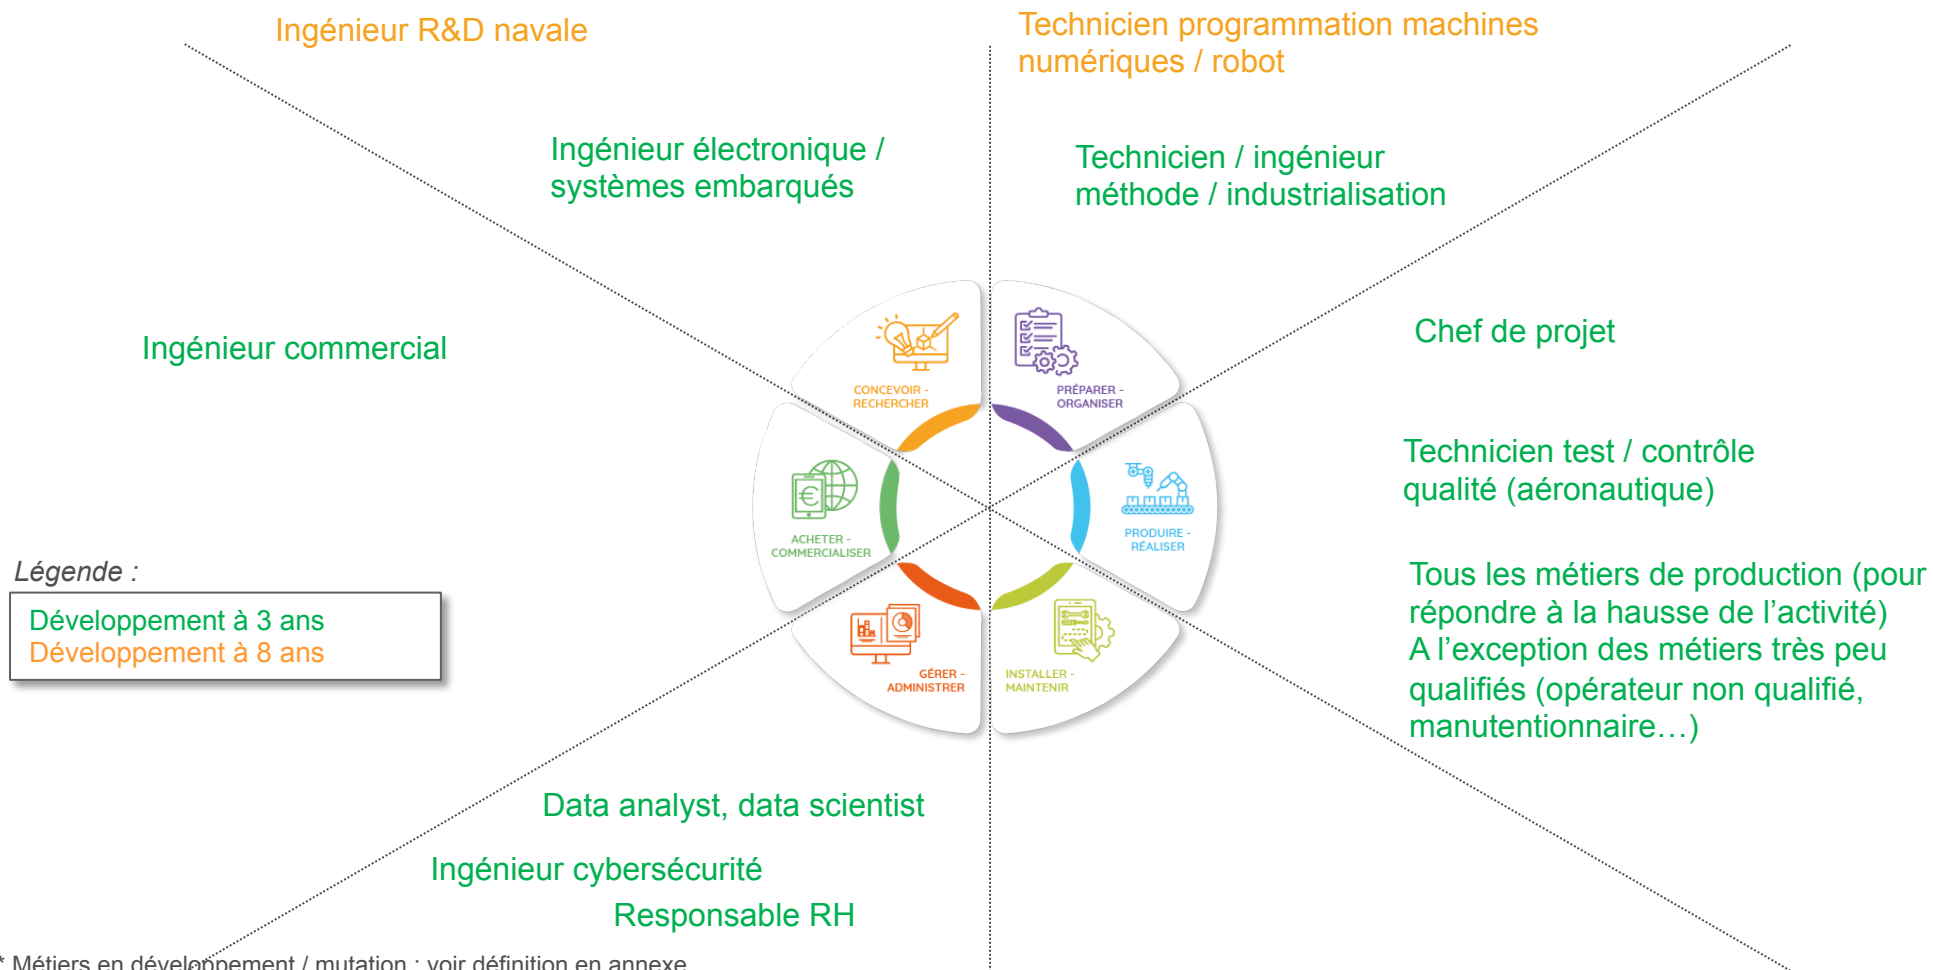 Ingénieur R&D navale
Technicien programmation machines
numériques / robot
Ingénieur électronique /
systèmes embarqués
Technicien / ingénieur
méthode / industrialisation
Ingénieur commercial
Chef de projet
CONCEVOIR -
RECHERCHER
PRÉPARER -
ORGANISER
Technicien test / contrôle
qualité (aéronautique)
ACHETER -
COMMERCIALISER
PRODUIRE -
RÉALISER
Tous les métiers de production (pour
répondre à la hausse de l’activité)
A l’exception des métiers très peu
qualifiés (opérateur non qualifié,
manutentionnaire…)
Légende :
Développement à 3 ans
Développement à 8 ans
GÉRER -
ADMINISTRER
INSTALLER -
MAINTENIR
Data analyst, data scientist
Ingénieur cybersécurité
Responsable RH
* Métiers en développement / mutation : voir définition en annexe